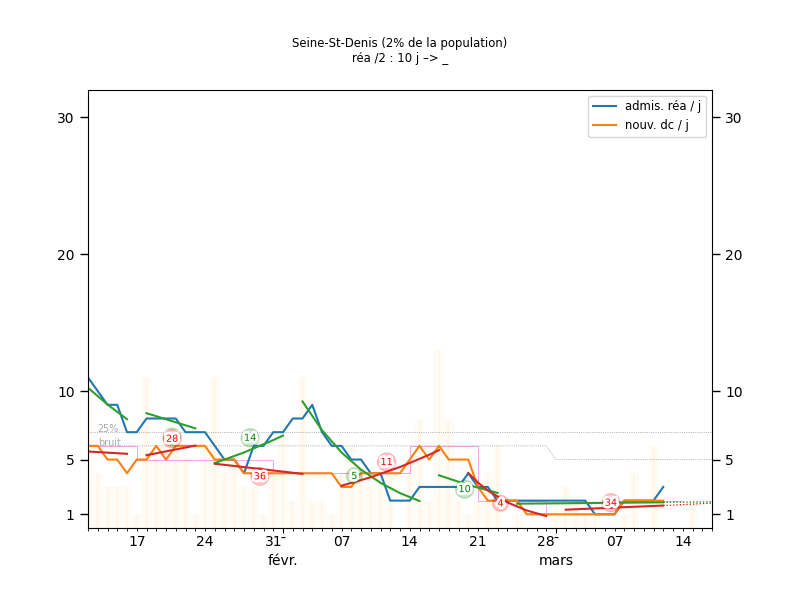 Seine-St-Denis (2% de la population)
réa /2 : 10 j –> _
admis. réa / j
nouv. dc / j
30 30
20 20
10 10
5 5
1 1
25%
bruit
28
14
36
5
11
10
4
34
17 24 31 07 14 21 28 07 14
févr. mars